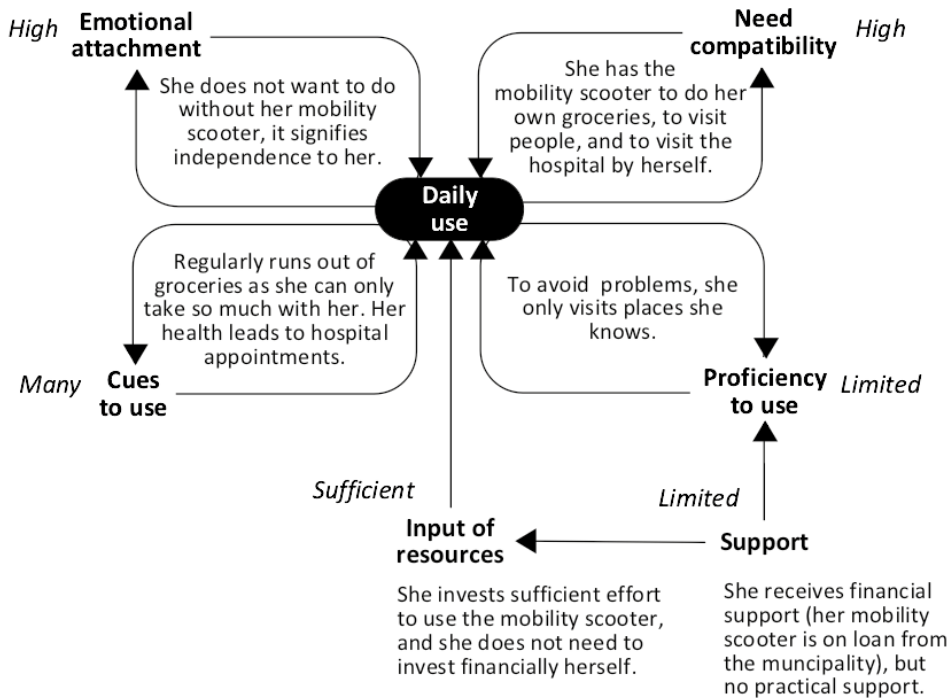 High
Emotional
attachment
She does not want to do
without her mobility
scooter, it signifies
independence to her.
Need
compatibility
High
She has the
mobility scooter to do her
own groceries, to visit
people, and to visit the
hospital by herself.
Daily
use
Regularly runs out of
groceries as she can only
take so much with her. Her
health leads to hospital
appointments.
Many
Cues
to use
To avoid problems, she
only visits places she
knows.
Proficiency
to use
Limited
Sufficient
Input of
resources
She invests sufficient effort
to use the mobility scooter,
and she does not need to
invest financially herself.
Limited
Support
She receives financial
support (her mobility
scooter is on loan from
the muncipality), but
no practical support.